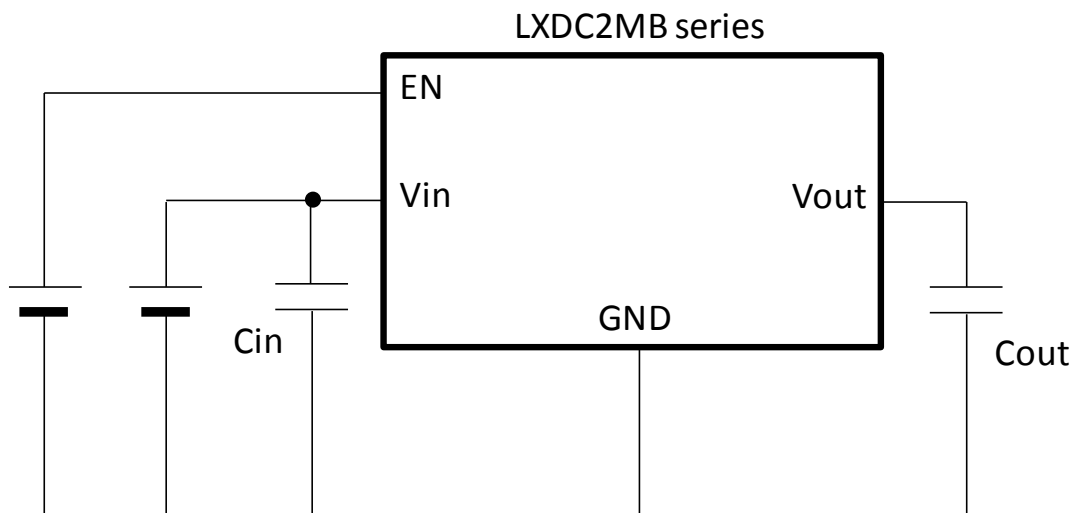 LXDC2MB series
EN
Vin
Vout
GND
Cin
Cout